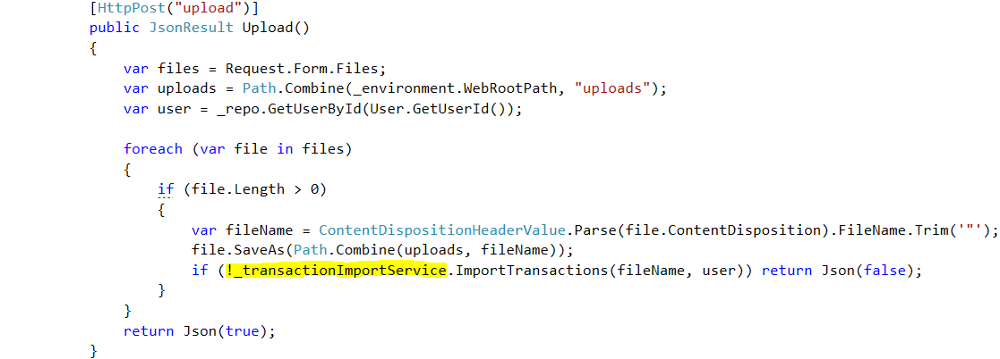 [HttpPost("upload")]
public JsonResult Upload()
{
var files = Request.Form.Files;
var uploads = Path.Combine(_environment.WebRootPath, "uploads");
var user = _repo.GetUserById(User.GetUserId());
foreach (var file in files)
{
if (file.Length > 0)
{
var fileName = ContentDispositionHeaderValue.Parse(file.ContentDisposition).FileName.Trim('"');
file.SaveAs(Path.Combine(uploads, fileName));
if (!_transactionImportService.ImportTransactions(fileName, user)) return Json(false);
}
}
return Json(true);
}